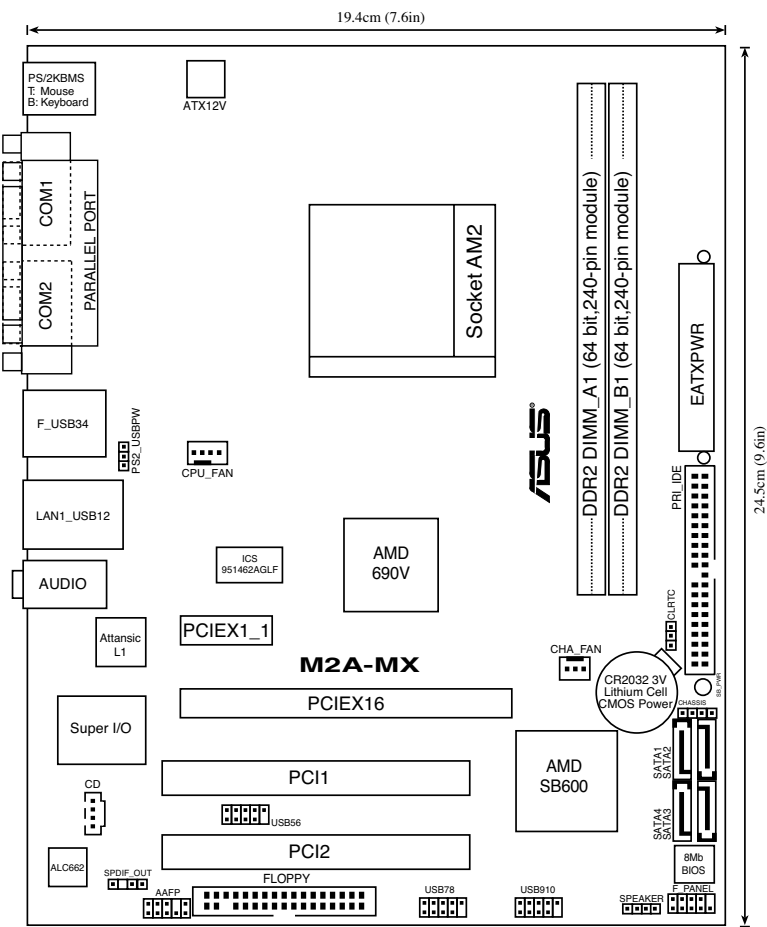 19.4cm (7.6in)
PS/2KBMS
T: Mouse
B: Keyboard
ATX12V
COM1
COM2
PARALLEL PORT
Socket AM2
DDR2 DIMM_A1 (64 bit,240-pin module)
DDR2 DIMM_B1 (64 bit,240-pin module)
EATXPWR
24.5cm (9.6in)
F_USB34
PS2_USBPW
CPU_FAN
ASUS
PRI_IDE
LAN1_USB12
ICS
951462AGLF
AMD
690V
AUDIO
PCIEX1_1
CLRTC
Attansic
L1
M2A-MX
CHA_FAN
CR2032 3V
Lithium Cell
CMOS Power
SB_PWR
PCIEX16
CHASSIS
Super I/O
SATA1
SATA2
PCI1
AMD
SB600
CD
USB56
SATA4
SATA3
PCI2
ALC662
8Mb
BIOS
SPDIF_OUT
FLOPPY
AAFP
USB78
USB910
SPEAKER
F_PANEL